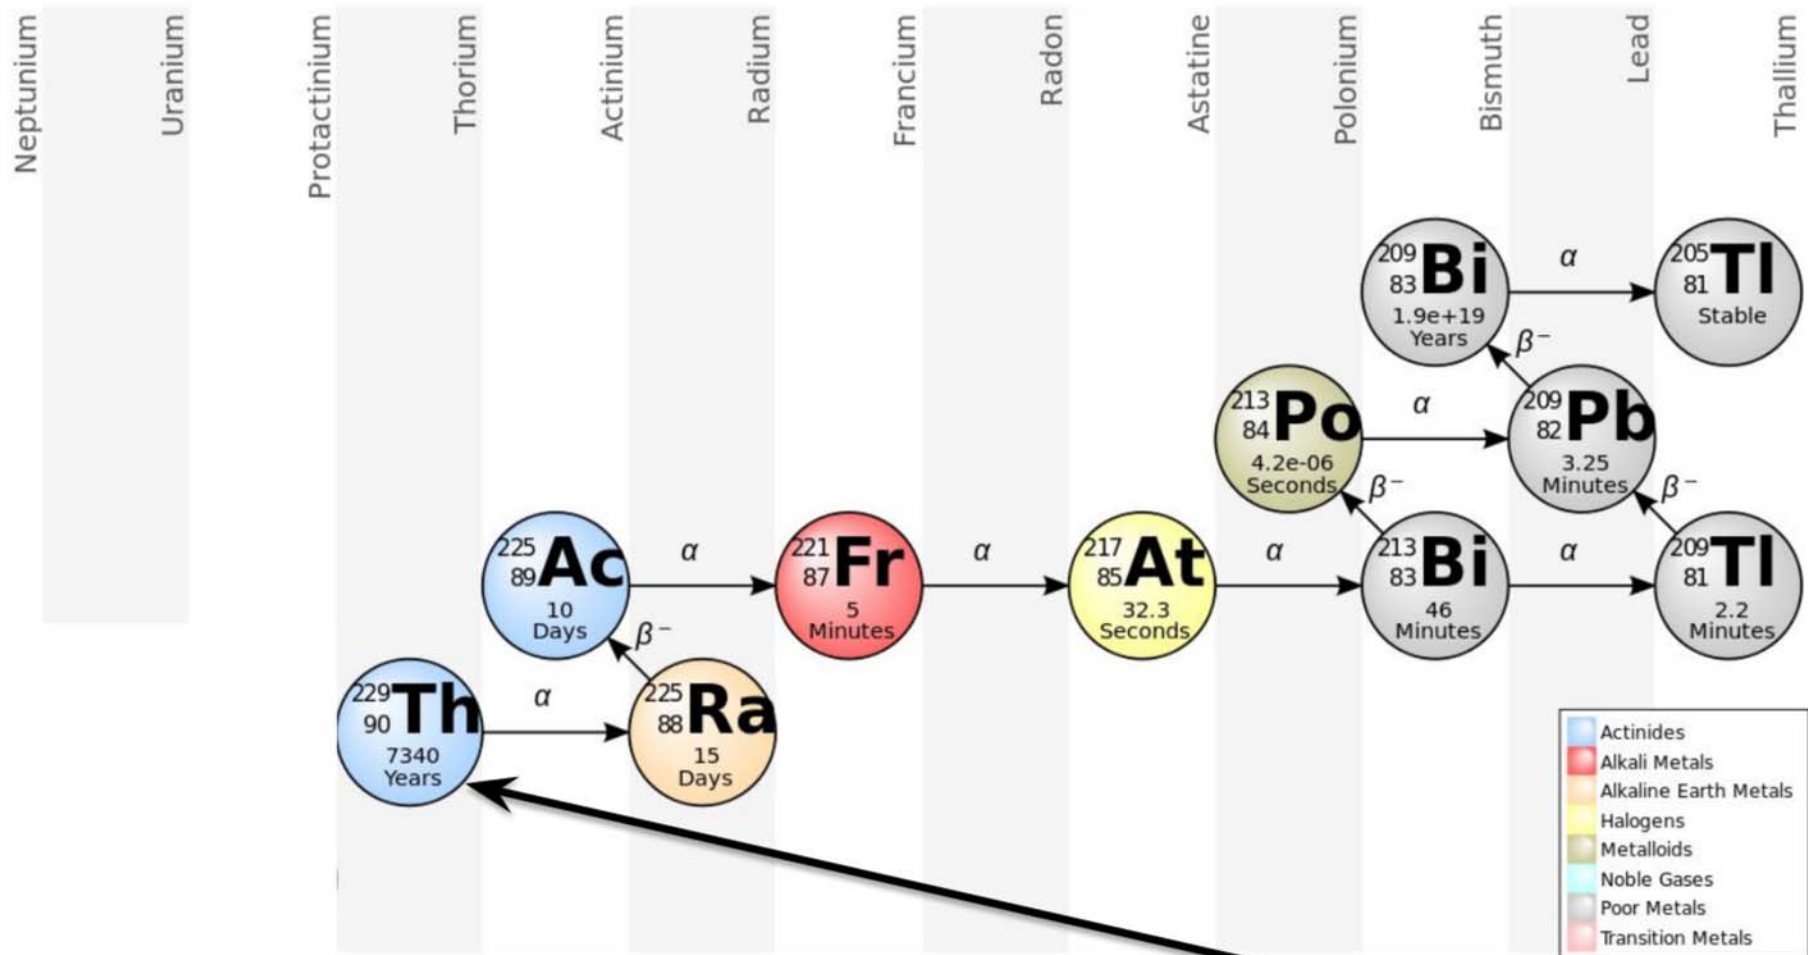 Neptunium
Uranium
Protactinium
Thorium
Actinium
Radium
Francium
Radon
Astatine
Polonium
Bismuth
Lead
Thallium
209
83 Bi
1.9e+19
Years
α
205
81 Tl
Stable
β⁻
213
84 Po
4.2e-06
Seconds
α
209
82 Pb
3.25
Minutes
β⁻
β⁻
225
89 Ac
10
Days
α
221
87 Fr
5
Minutes
α
217
85 At
32.3
Seconds
α
213
83 Bi
46
Minutes
α
209
81 Tl
2.2
Minutes
β⁻
229
90 Th
7340
Years
α
225
88 Ra
15
Days
Actinides
Alkali Metals
Alkaline Earth Metals
Halogens
Metalloids
Noble Gases
Poor Metals
Transition Metals